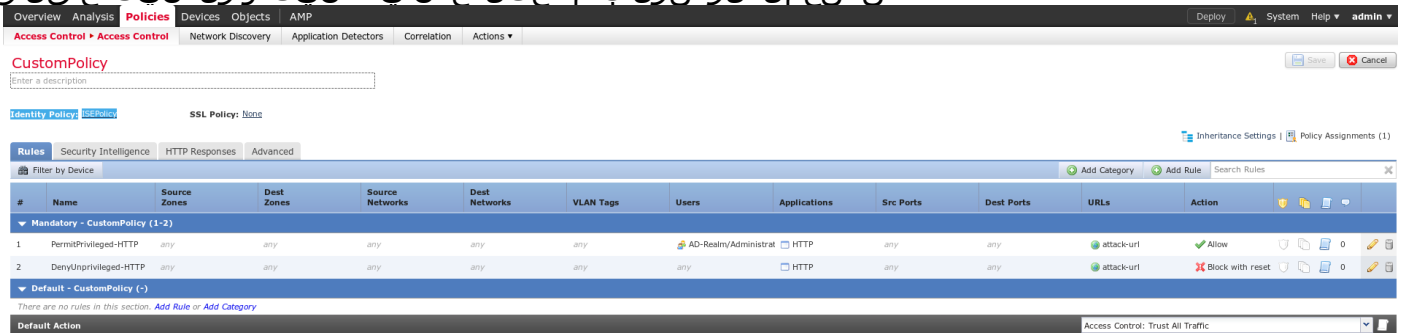 Overview Analysis Policies Devices Objects AMP Deploy 1 System Help ▾ admin ▾
Access Control ▸ Access Control Network Discovery Application Detectors Correlation Actions ▾
CustomPolicy Save Cancel
Enter a description
Identity Policy: ISEPolicy SSL Policy: None
Inheritance Settings | Policy Assignments (1)
Rules Security Intelligence HTTP Responses Advanced
Filter by Device Add Category Add Rule Search Rules
# Name Source Zones Dest Zones Source Networks Dest Networks VLAN Tags Users Applications Src Ports Dest Ports URLs Action
Mandatory - CustomPolicy (1-2)
1 PermitPrivileged-HTTP any any any any any AD-Realm/Administrat HTTP any any attack-url Allow 0
2 DenyUnprivileged-HTTP any any any any any any HTTP any any attack-url Block with reset 0
Default - CustomPolicy (-)
There are no rules in this section. Add Rule or Add Category
Default Action Access Control: Trust All Traffic